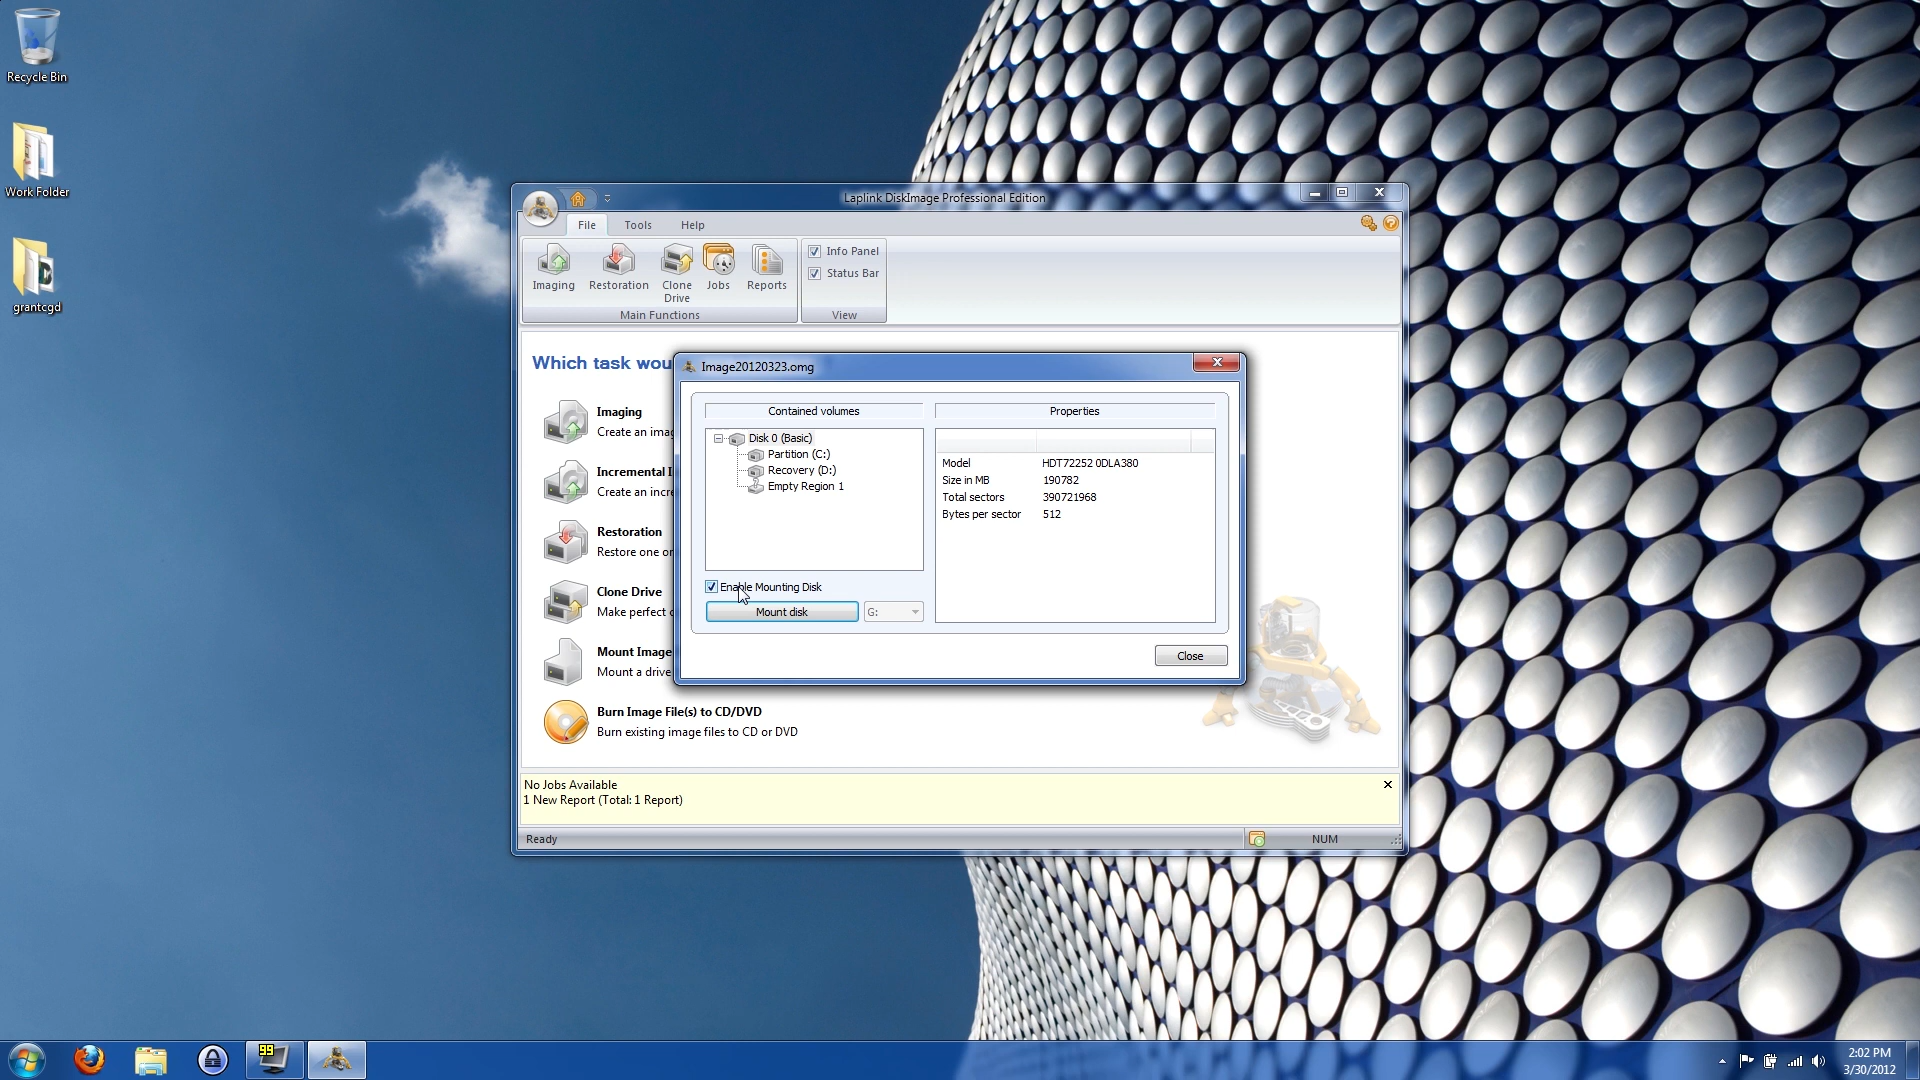 Recycle Bin
Work Folder
grantcgd
Laplink DiskImage Professional Edition
File
Tools
Help
Imaging
Restoration
Clone
Drive
Jobs
Reports
Main Functions
Info Panel
Status Bar
View
Which task wou
Imaging
Create an imag
Incremental I
Create an incre
Restoration
Restore one or
Clone Drive
Make perfect c
Mount Image
Mount a drive
Burn Image File(s) to CD/DVD
Burn existing image files to CD or DVD
Image20120323.omg
Contained volumes
Disk 0 (Basic)
Partition (C:)
Recovery (D:)
Empty Region 1
Enable Mounting Disk
Mount disk
G:
Properties
Model HDT72252 0DLA380
Size in MB 190782
Total sectors 390721968
Bytes per sector 512
Close
No Jobs Available
1 New Report (Total: 1 Report)
Ready
NUM
99
2:02 PM
3/30/2012